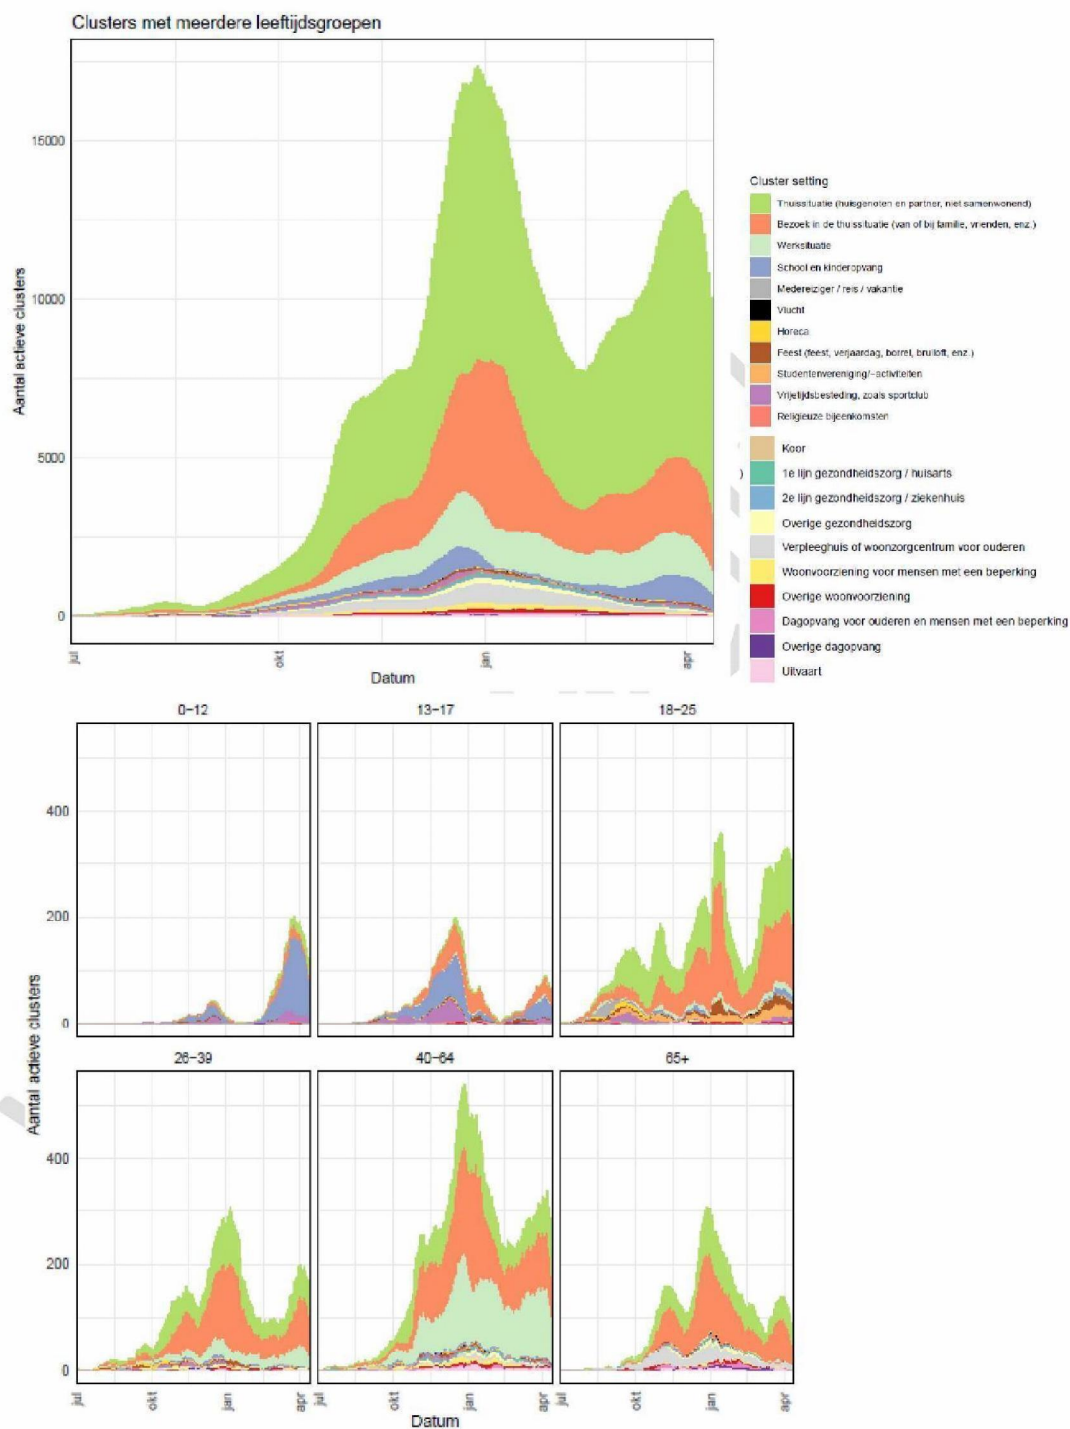 Clusters met meerdere leeftijdsgroepen
15000
10000
5000
0
Aantal actieve clusters
jul
okt
jan
apr
Datum
Cluster setting
Thuissituatie (huisgenoten en partner, niet samenwonend)
Bezoek in de thuissituatie (van of bij familie, vrienden, enz.)
Werksituatie
School en kinderopvang
Medereiziger / reis / vakantie
Vlucht
Horeca
Feest (feest, verjaardag, borrel, bruiloft, enz.)
Studentenvereniging/-activiteiten
Vrijetijdsbesteding, zoals sportclub
Religieuze bijeenkomsten
Koor
1e lijn gezondheidszorg / huisarts
)
2e lijn gezondheidszorg / ziekenhuis
Overige gezondheidszorg
Verpleeghuis of woonzorgcentrum voor ouderen
Woonvoorziening voor mensen met een beperking
Overige woonvoorziening
Dagopvang voor ouderen en mensen met een beperking
Overige dagopvang
Uitvaart
0-12
13-17
18-25
400
200
0
Aantal actieve clusters
26-39
40-64
65+
400
200
0
jul
okt
jan
apr
jul
okt
jan
apr
jul
okt
jan
apr
Datum